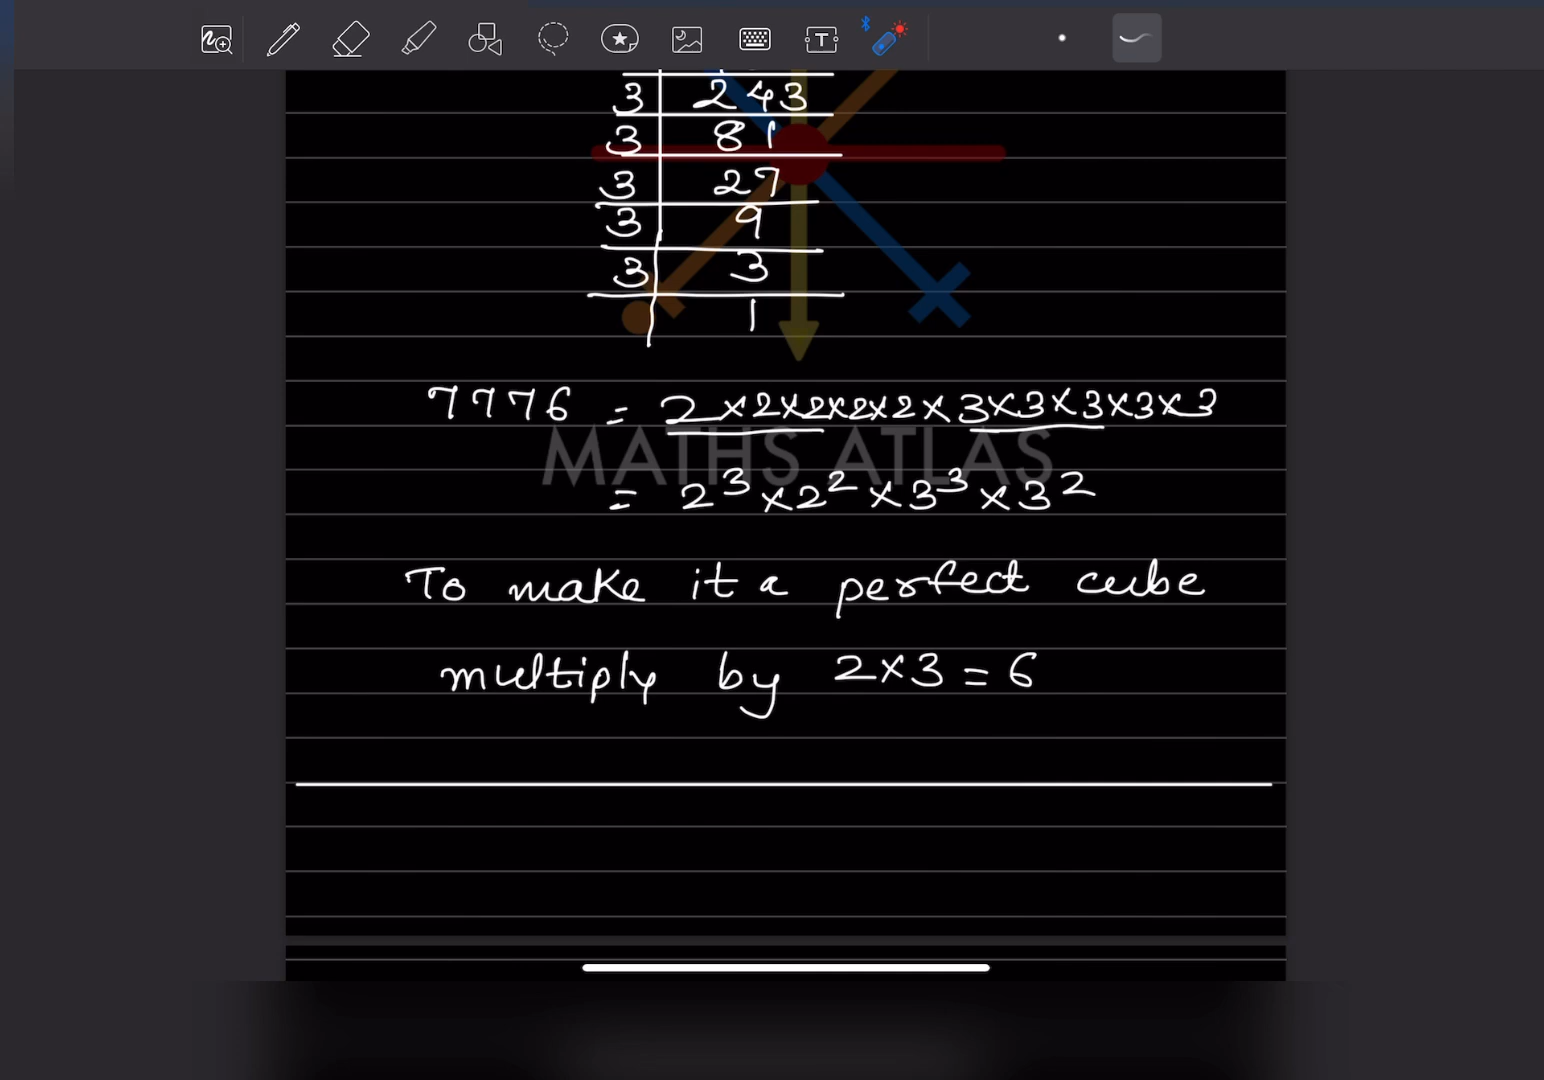 3 243
3 81
3 27
3 9
3 3
1
7776 = 2×2×2×2×2×3×3×3×3×3
MATHS ATLAS
= 2³×2²×3³×3²
To make it a perfect cube
multiply by 2×3=6